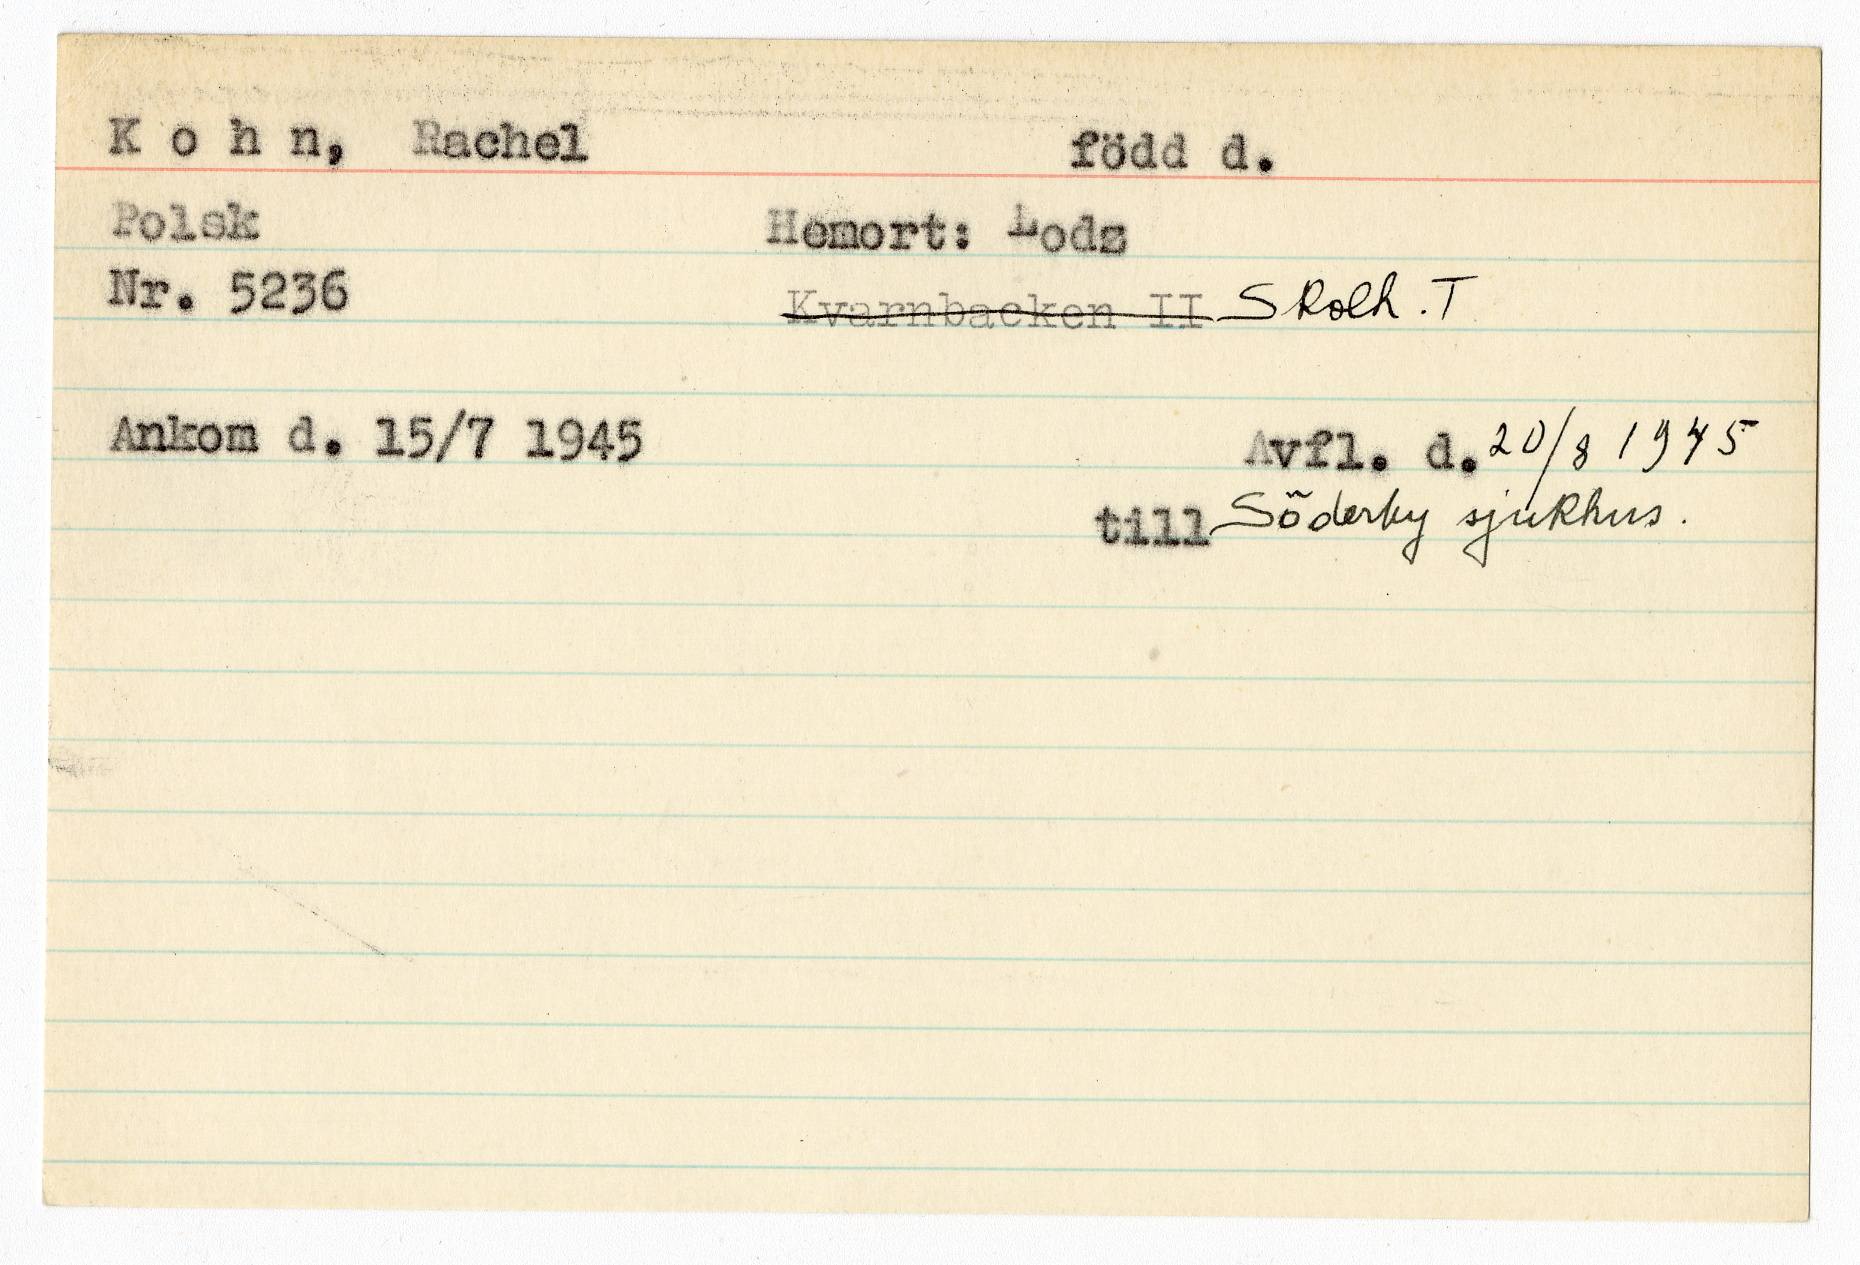 K o h n, Rachel född d.
Polsk Hemort: Lodz
Nr. 5236 Kvarnbacken II Skolh. T
Ankom d. 15/7 1945 Avfl. d. 20/8 1945
till Söderby sjukhus.